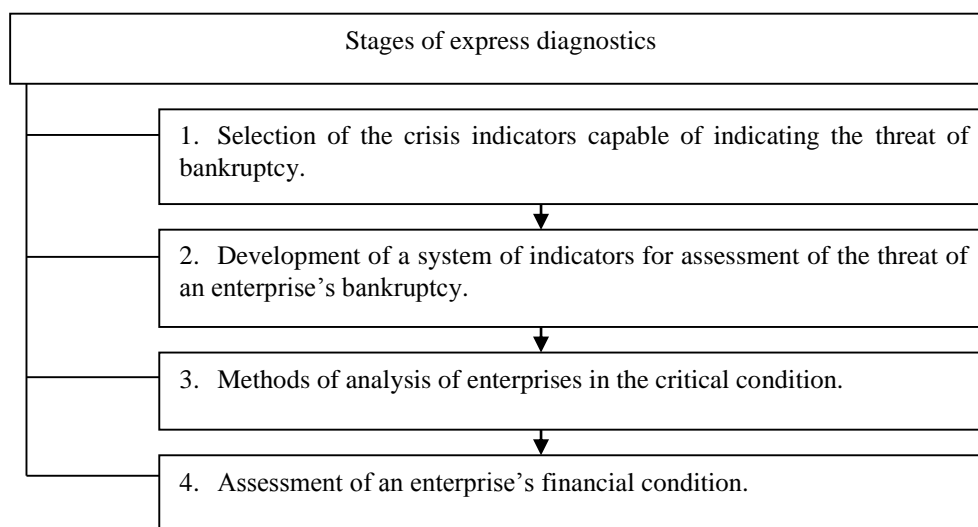 Stages of express diagnostics
1. Selection of the crisis indicators capable of indicating the threat of
bankruptcy.
2. Development of a system of indicators for assessment of the threat of
an enterprise’s bankruptcy.
3. Methods of analysis of enterprises in the critical condition.
4. Assessment of an enterprise’s financial condition.